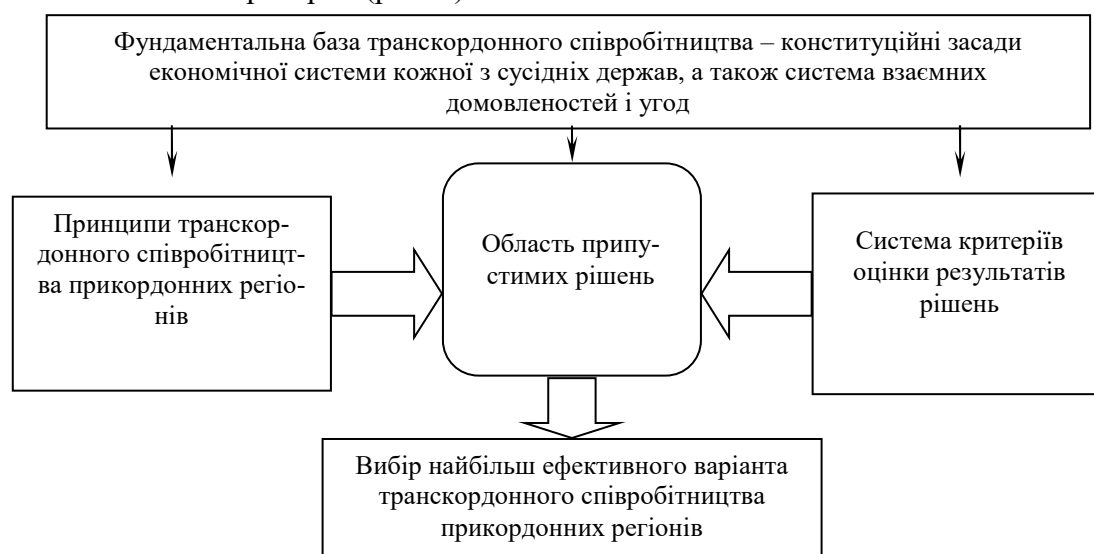 Фундаментальна база транскордонного співробітництва – конституційні засади
економічної системи кожної з сусідніх держав, а також система взаємних
домовленостей і угод
Принципи транскор-
донного співробітницт-
ва прикордонних регіо-
нів
Область припу-
стимих рішень
Система критеріїв
оцінки результатів
рішень
Вибір найбільш ефективного варіанта
транскордонного співробітництва
прикордонних регіонів